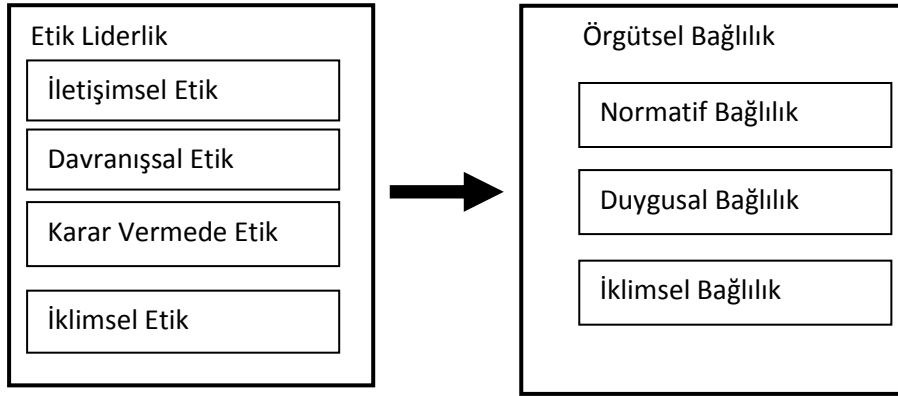 Etik Liderlik
İletişimsel Etik
Davranışsal Etik
Karar Vermede Etik
İklimsel Etik
Örgütsel Bağlılık
Normatif Bağlılık
Duygusal Bağlılık
İklimsel Bağlılık